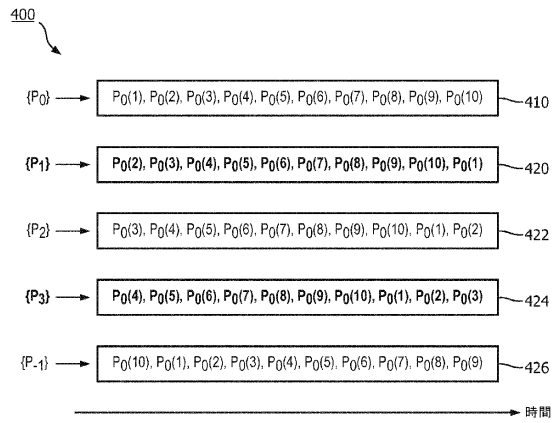 400
{P0} P0(1), P0(2), P0(3), P0(4), P0(5), P0(6), P0(7), P0(8), P0(9), P0(10) 410
{P1} P0(2), P0(3), P0(4), P0(5), P0(6), P0(7), P0(8), P0(9), P0(10), P0(1) 420
{P2} P0(3), P0(4), P0(5), P0(6), P0(7), P0(8), P0(9), P0(10), P0(1), P0(2) 422
{P3} P0(4), P0(5), P0(6), P0(7), P0(8), P0(9), P0(10), P0(1), P0(2), P0(3) 424
{P-1} P0(10), P0(1), P0(2), P0(3), P0(4), P0(5), P0(6), P0(7), P0(8), P0(9) 426
時間